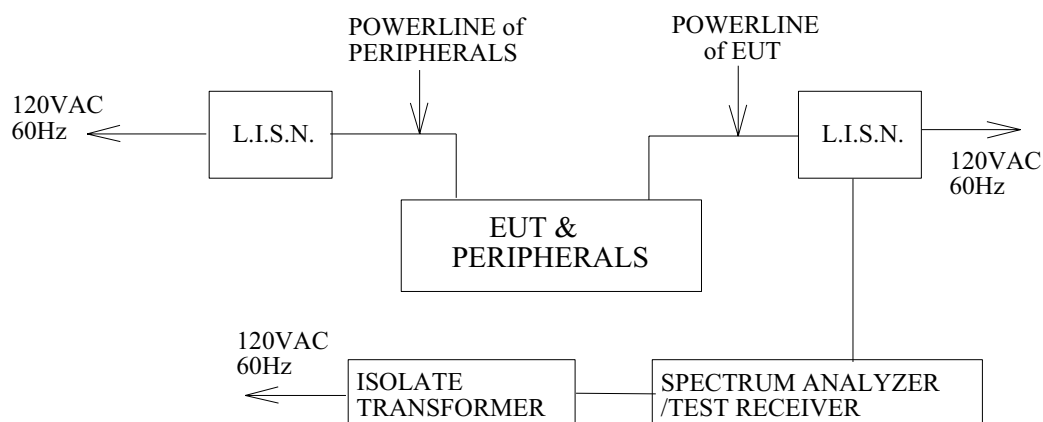 POWERLINE of
PERIPHERALS
POWERLINE
of EUT
120VAC
60Hz
L.I.S.N.
L.I.S.N.
120VAC
60Hz
EUT &
PERIPHERALS
120VAC
60Hz
ISOLATE
TRANSFORMER
SPECTRUM ANALYZER
/TEST RECEIVER